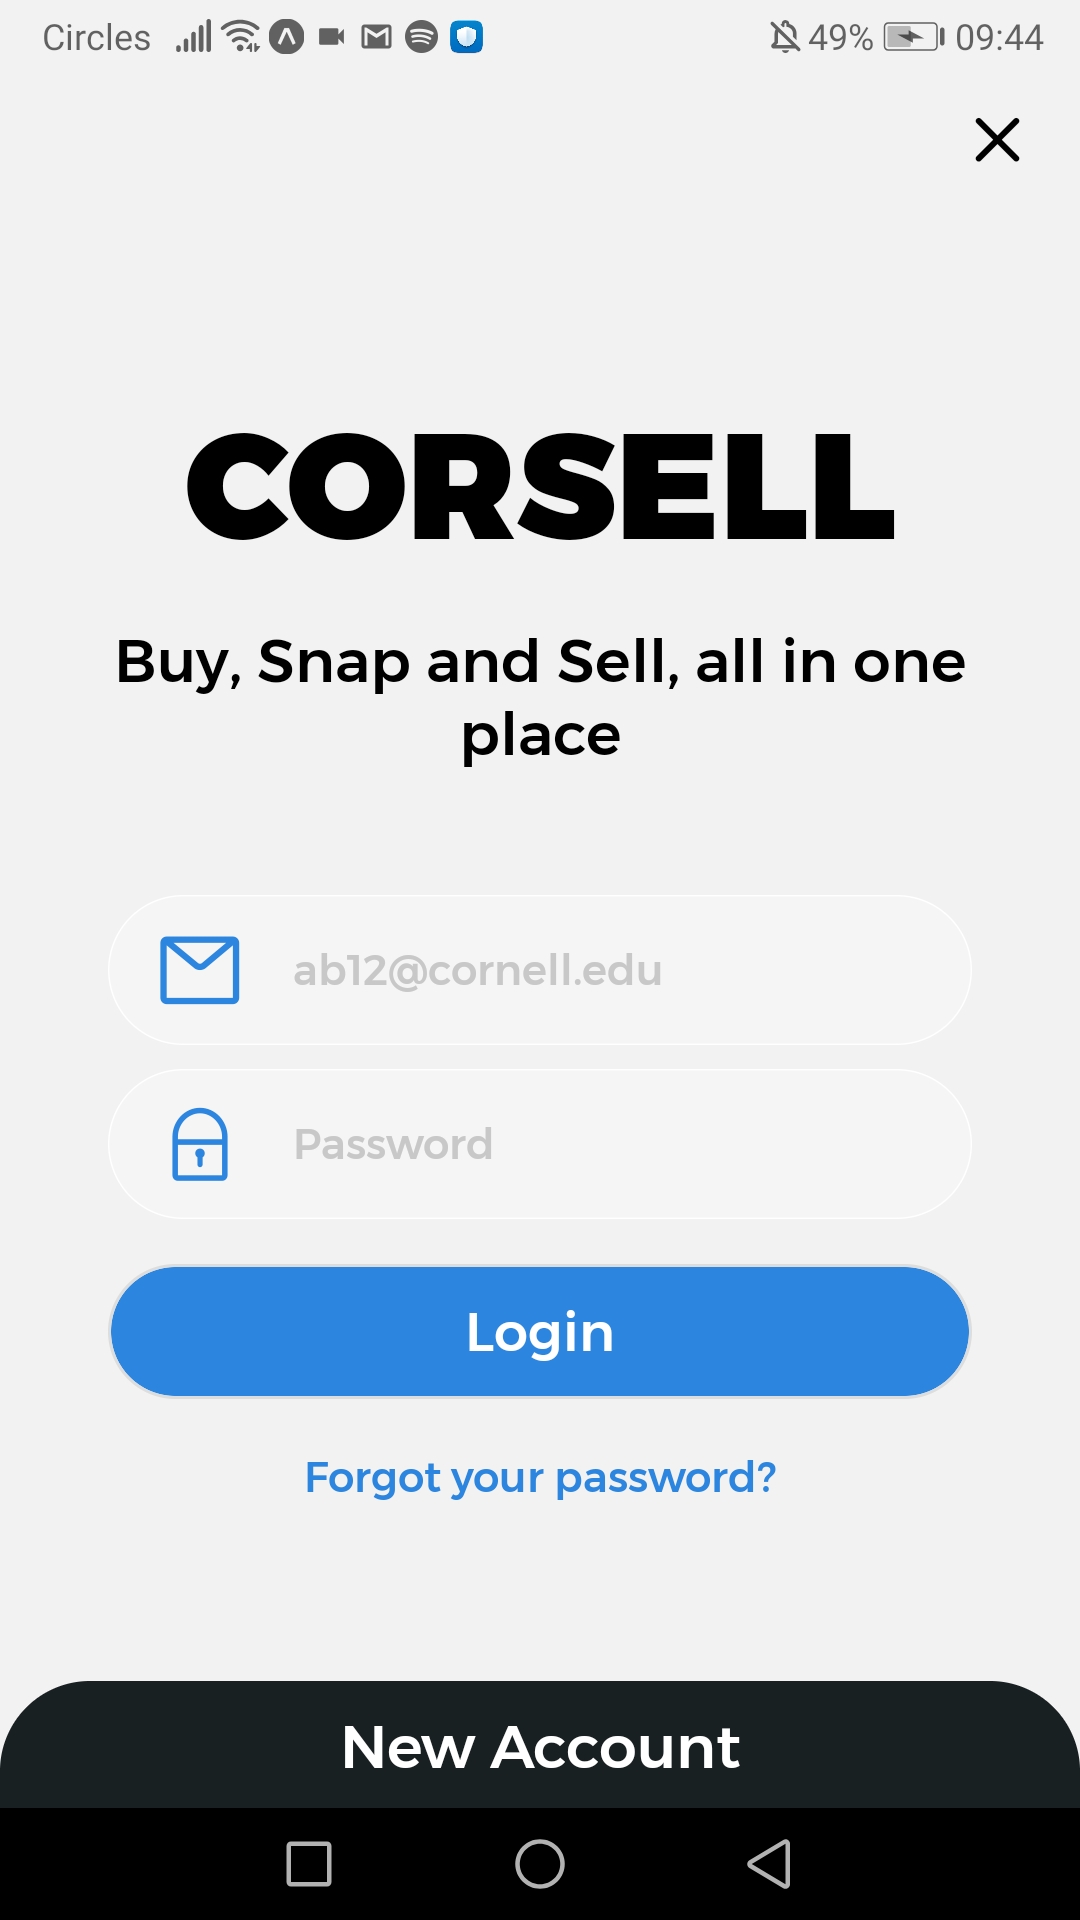 Circles 49% 09:44
CORSELL
Buy, Snap and Sell, all in one
place
ab12@cornell.edu
Password
Login
Forgot your password?
New Account